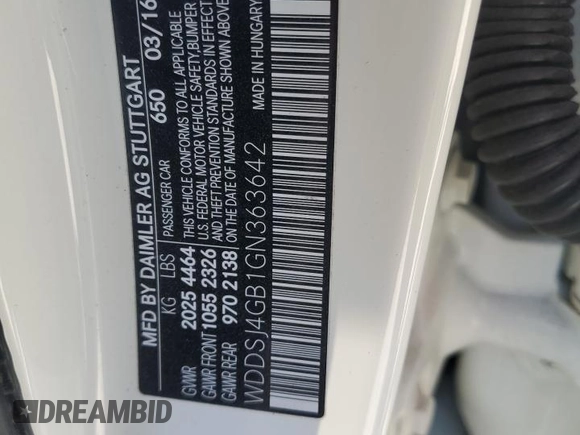 MFD BY DAIMLER AG STUTTGART
PASSENGER CAR 650 03/16
KG LBS
GVWR 2025 4464
GAWR FRONT 1055 2326
GAWR REAR 970 2138
THIS VEHICLE CONFORMS TO ALL APPLICABLE
U.S. FEDERAL MOTOR VEHICLE SAFETY, BUMPER
AND THEFT PREVENTION STANDARDS IN EFFECT
ON THE DATE OF MANUFACTURE SHOWN ABOVE
WDDSJ4GB1GN363642
MADE IN HUNGARY
DREAMBID